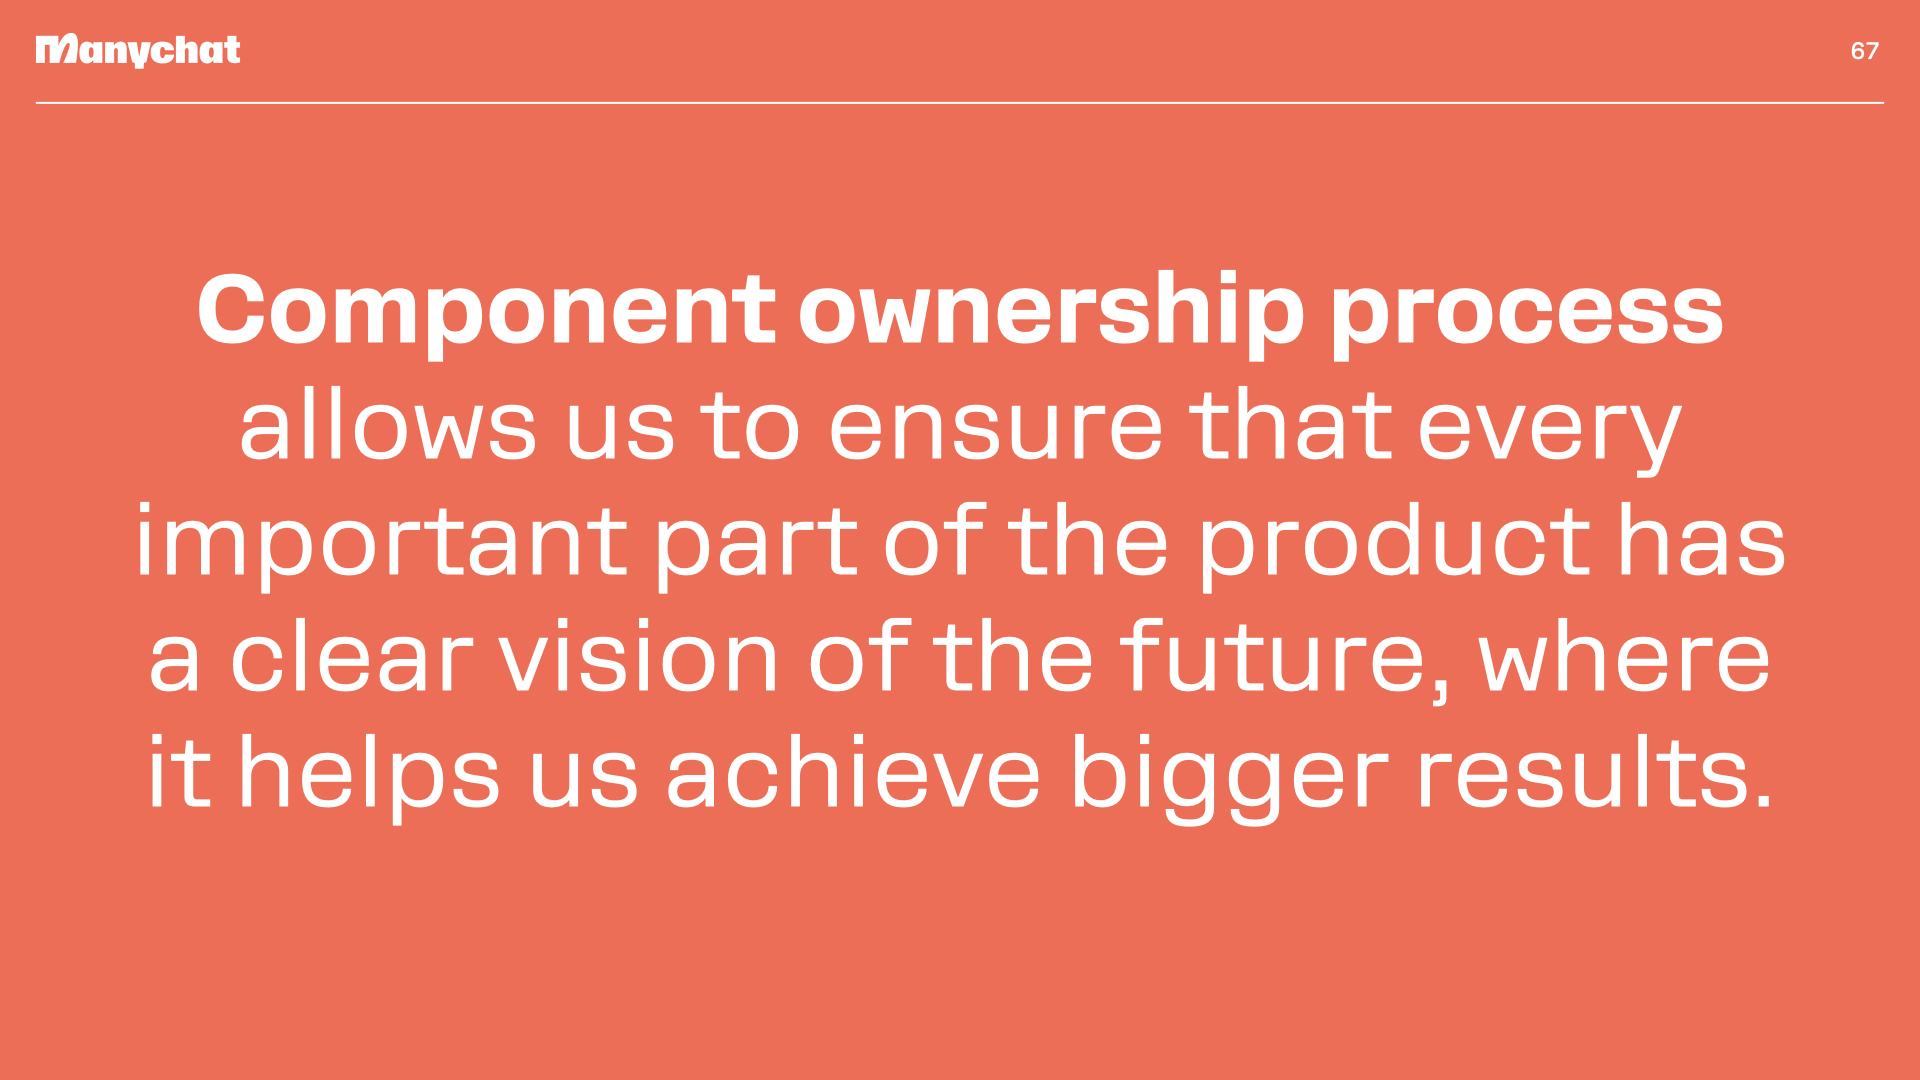 Manychat
67
Component ownership process
allows us to ensure that every
important part of the product has
a clear vision of the future, where
it helps us achieve bigger results.